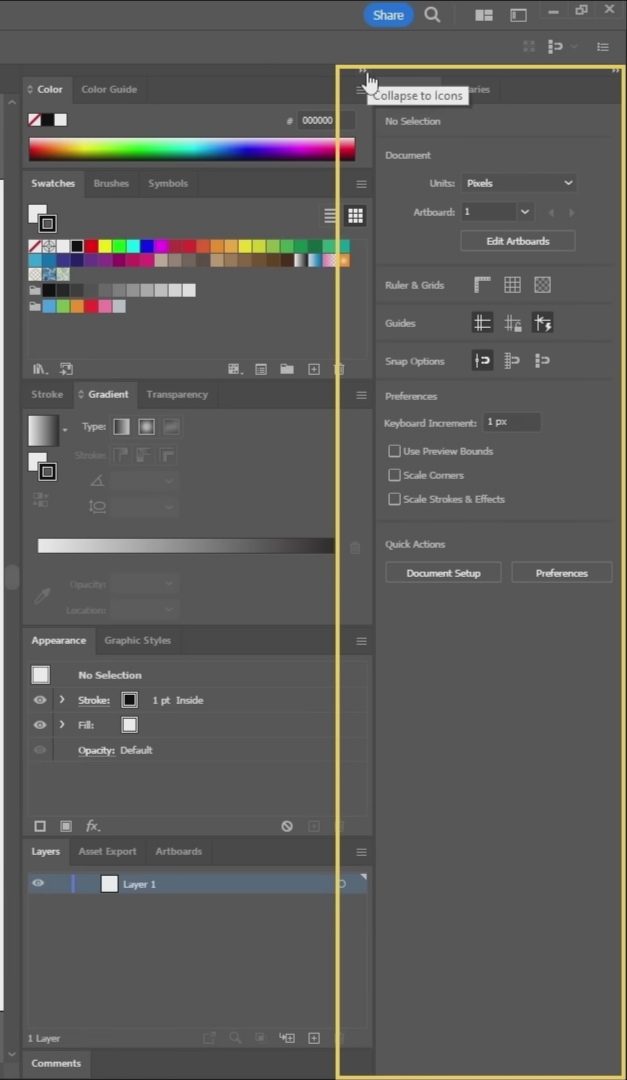 Share
Color
Color Guide
# 000000
Swatches
Brushes
Symbols
Stroke
Gradient
Transparency
Type:
Stroke:
Opacity:
Location:
Appearance
Graphic Styles
No Selection
Stroke:
1 pt Inside
Fill:
Opacity: Default
fx.
Layers
Asset Export
Artboards
Layer 1
1 Layer
Comments
Collapse to Icons
No Selection
Document
Units: Pixels
Artboard: 1
Edit Artboards
Ruler & Grids
Guides
Snap Options
Preferences
Keyboard Increment: 1 px
Use Preview Bounds
Scale Corners
Scale Strokes & Effects
Quick Actions
Document Setup
Preferences